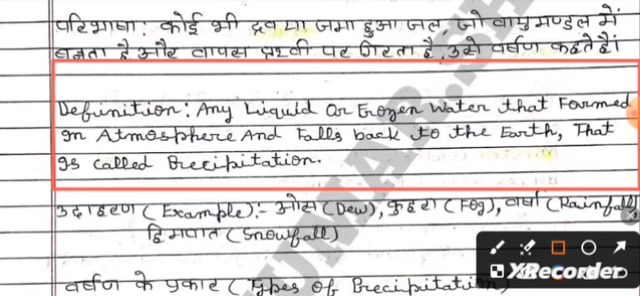 परिभाषा: कोई भी द्रव या जमा हुआ जल, जो वायुमण्डल में
बनता है और वापस पृथ्वी पर गिरता है, उसे वर्षण कहते है।
Definition: Any Liquid Or Frozen Water that Formed
In Atmosphere And Falls back to the Earth, That
Is Called Precipitation.
उदाहरण (Example):- ओस (Dew), कुहरा (Fog), वर्षा (Rainfall),
हिमपात (Snowfall)
वर्षण के प्रकार (Types Of Precipitation)
XRecorder
KUMAR.S